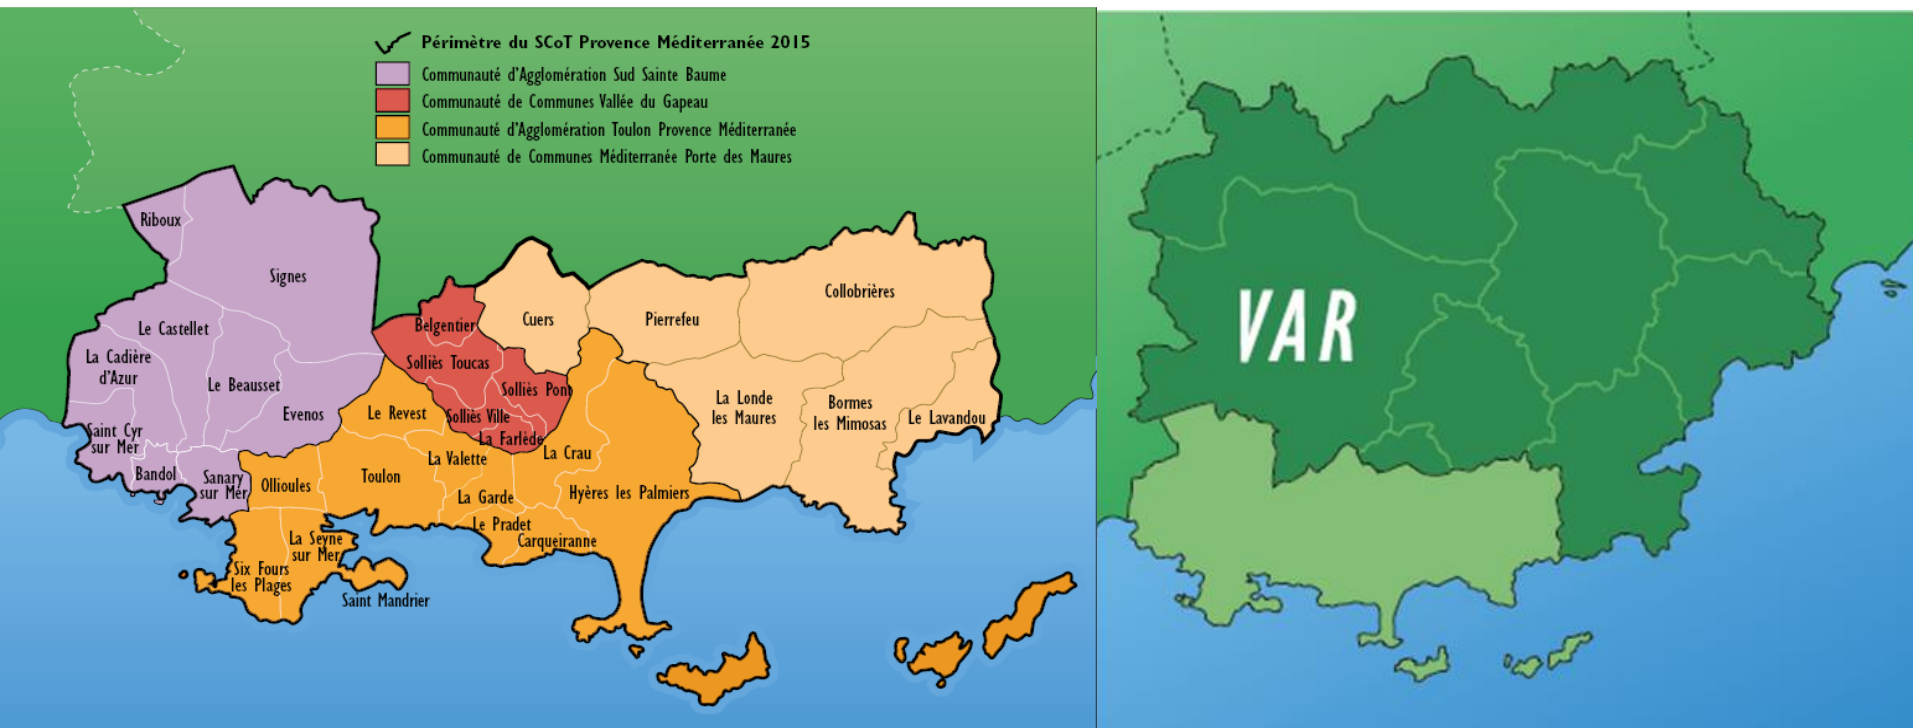 Périmètre du SCoT Provence Méditerranée 2015
Communauté d'Agglomération Sud Sainte Baume
Communauté de Communes Vallée du Gapeau
Communauté d'Agglomération Toulon Provence Méditerranée
Communauté de Communes Méditerranée Porte des Maures
Riboux
Signes
Le Castellet
La Cadière
d'Azur
Le Beausset
Evenos
Saint Cyr
sur Mer
Bandol
Sanary
sur Mer
Belgentier
Solliès Toucas
Solliès Pont
Solliès Ville
La Farlède
Cuers
Pierrefeu
Collobrières
La Londe
les Maures
Bormes
les Mimosas
Le Lavandou
Le Revest
La Valette
La Crau
Ollioules
Toulon
La Garde
Hyères les Palmiers
Le Pradet
Carqueiranne
La Seyne
sur Mer
Six Fours
les Plages
Saint Mandrier
VAR